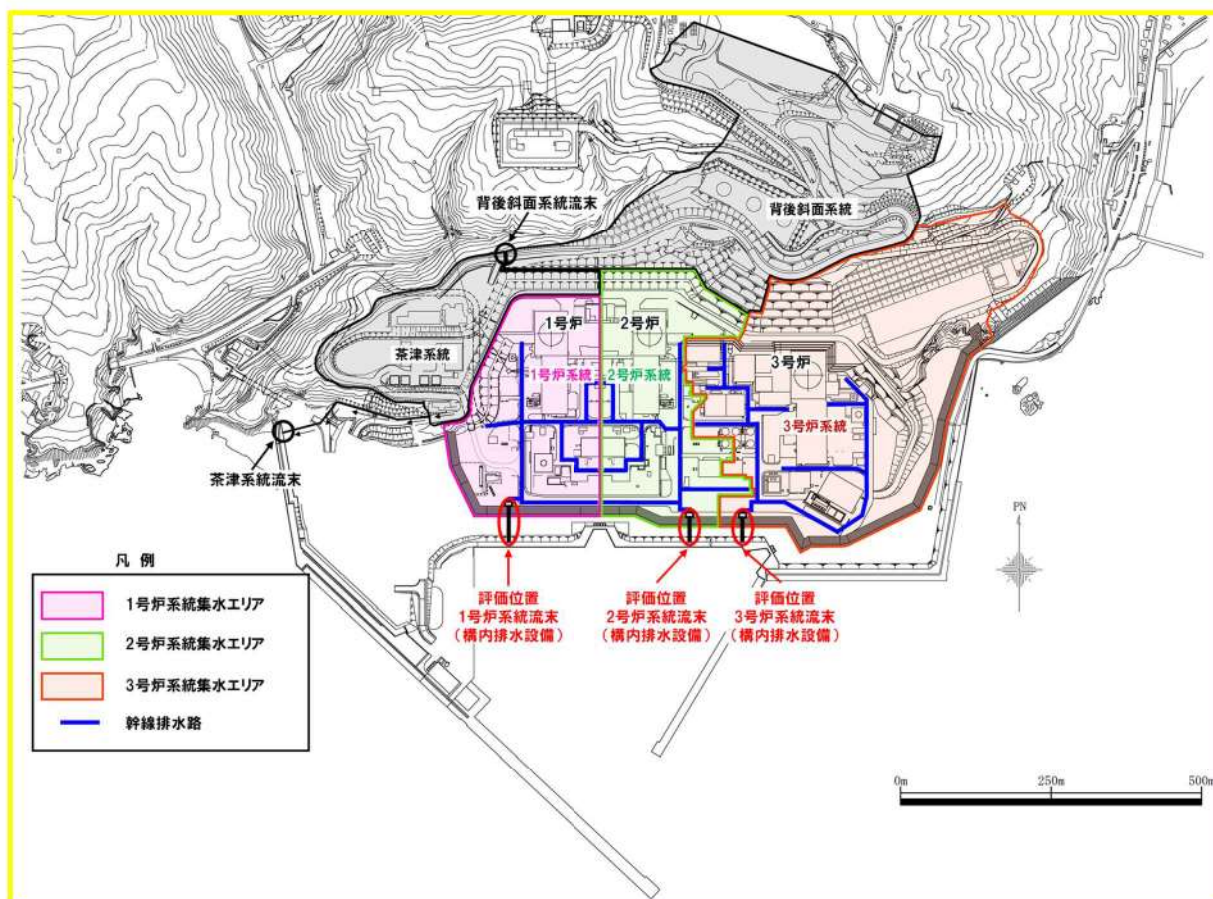 背後斜面系統流末
背後斜面系統
茶津系統
1号炉
2号炉
3号炉
1号炉系統
2号炉系統
3号炉系統
茶津系統流末
PN
評価位置
1号炉系統流末
(構内排水設備)
評価位置
2号炉系統流末
(構内排水設備)
評価位置
3号炉系統流末
(構内排水設備)
凡 例
1号炉系統集水エリア
2号炉系統集水エリア
3号炉系統集水エリア
幹線排水路
0m 250m 500m